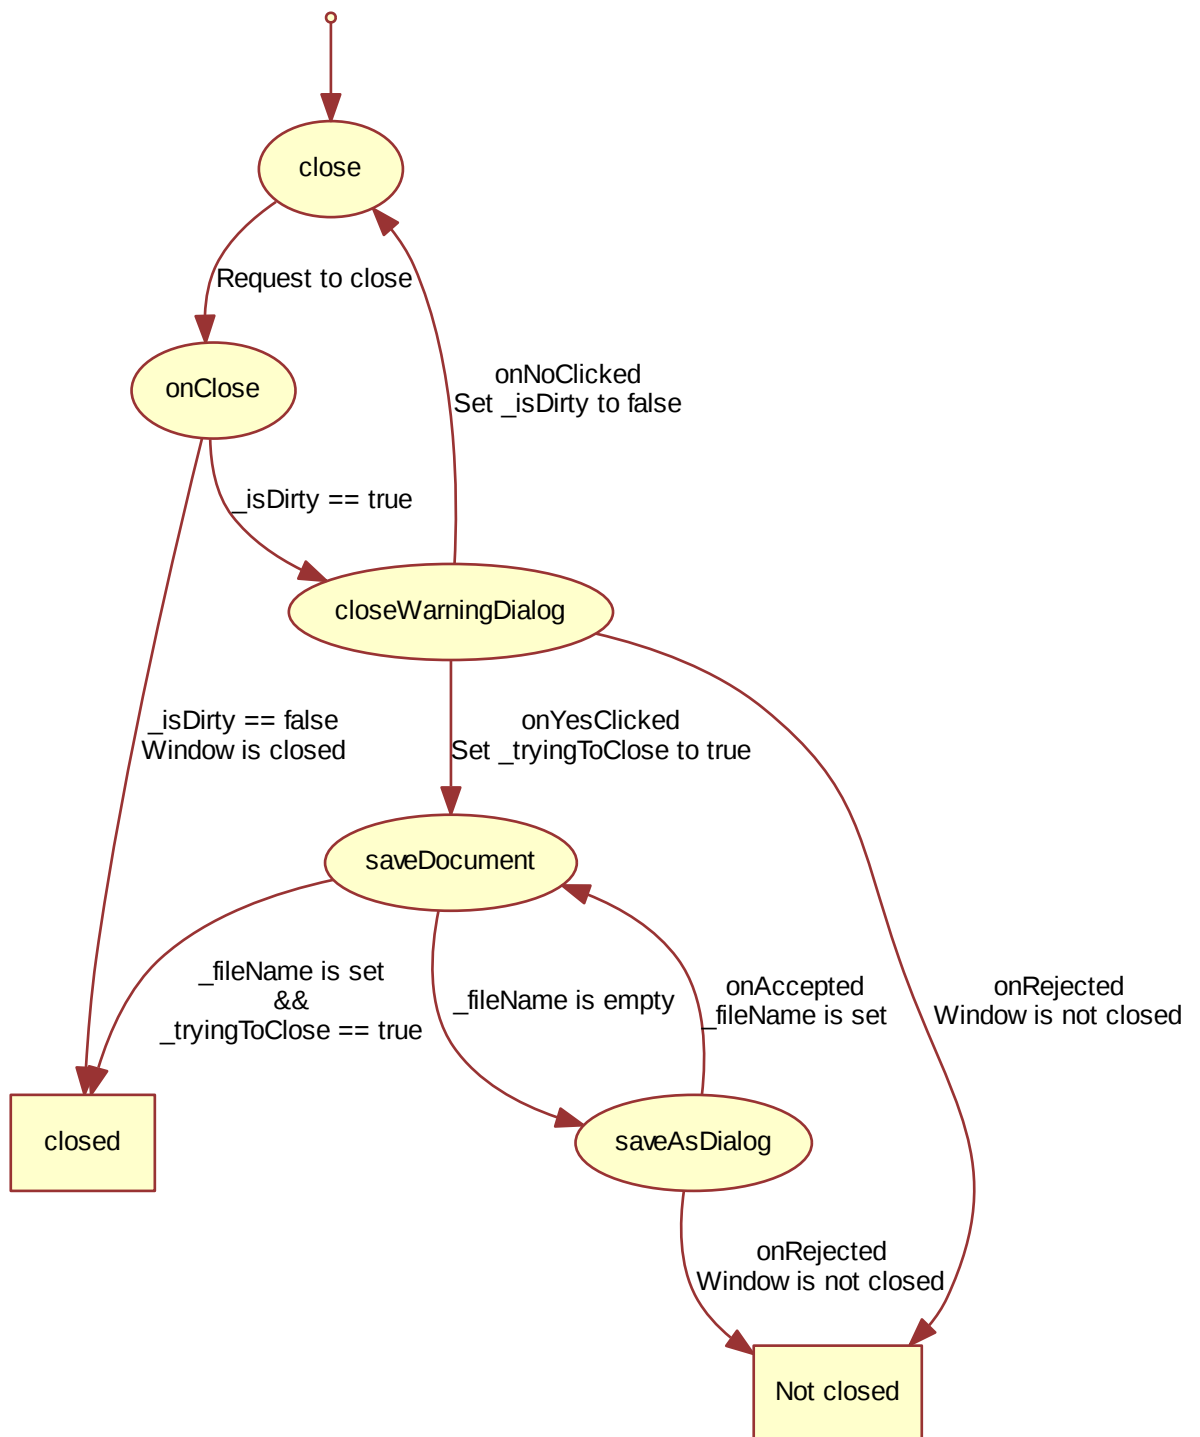 close
Request to close
onNoClicked
Set _isDirty to false
onClose
_isDirty == true
closeWarningDialog
_isDirty == false
Window is closed
onYesClicked
Set _tryingToClose to true
saveDocument
_fileName is set
&&
_tryingToClose == true
_fileName is empty
onAccepted
_fileName is set
onRejected
Window is not closed
closed
saveAsDialog
onRejected
Window is not closed
Not closed